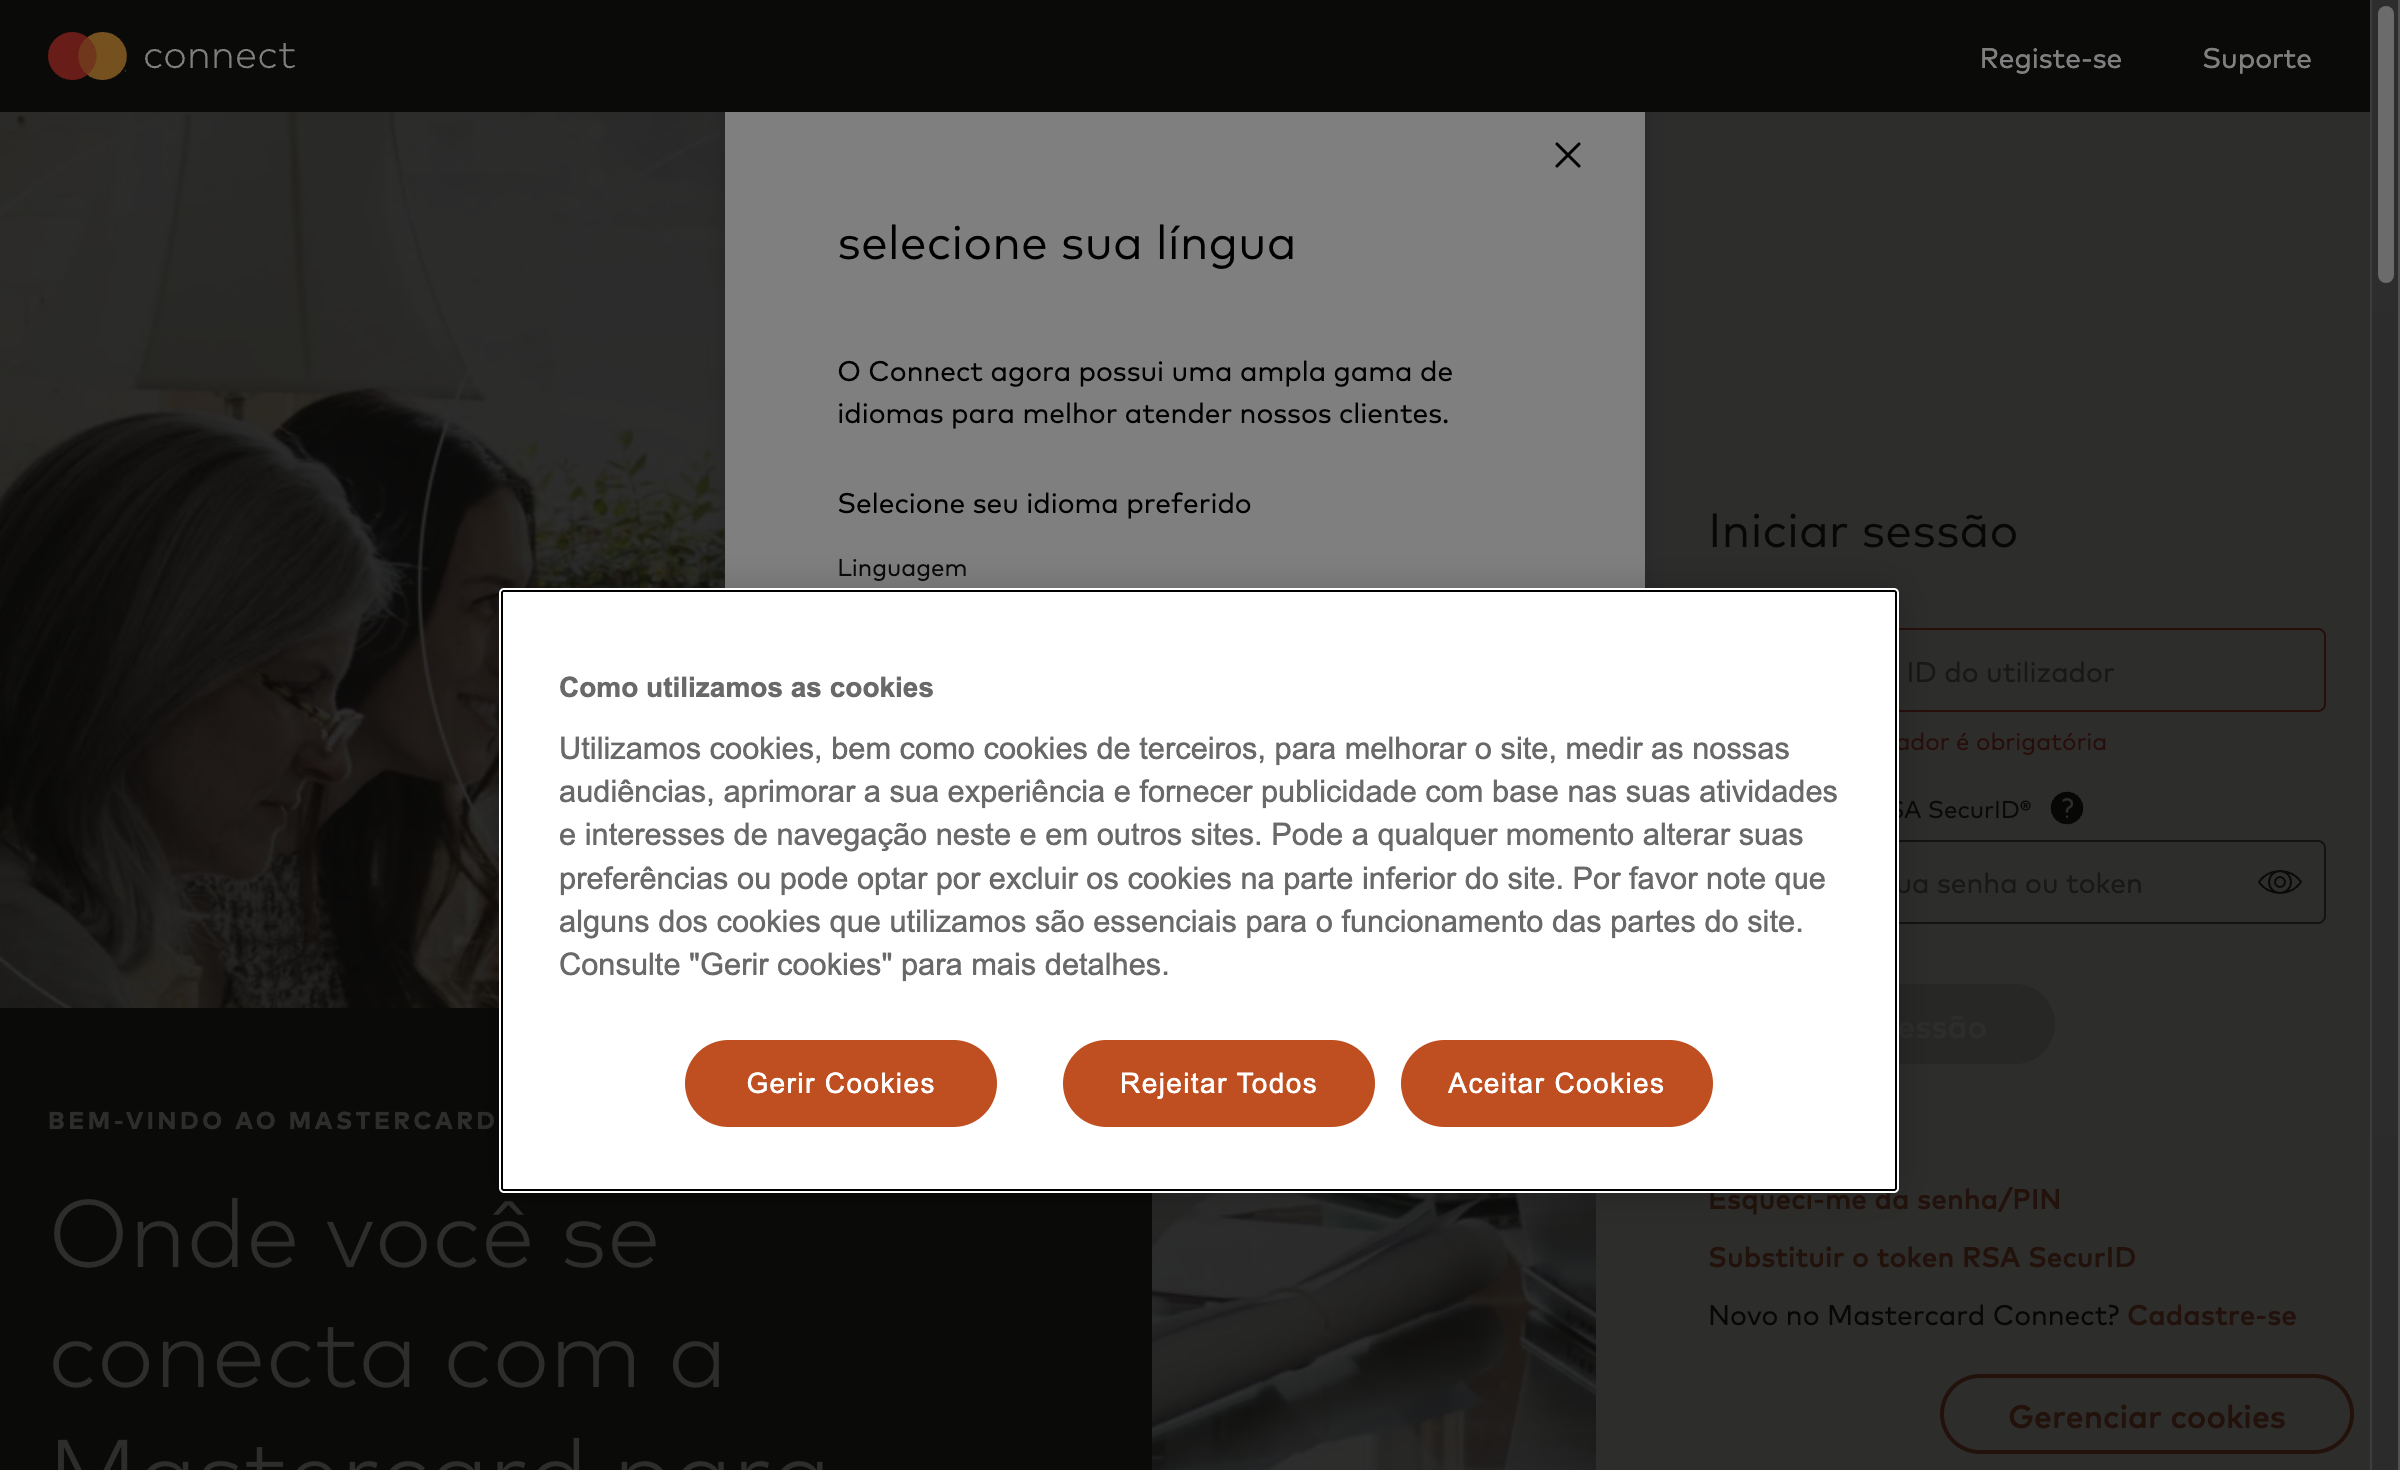 connect
Registe-se
Suporte
selecione sua língua
O Connect agora possui uma ampla gama de
idiomas para melhor atender nossos clientes.
Selecione seu idioma preferido
Linguagem
Iniciar sessão
ID do utilizador
é obrigatória
SecurID® ?
senha ou token
Como utilizamos as cookies
Utilizamos cookies, bem como cookies de terceiros, para melhorar o site, medir as nossas
audiências, aprimorar a sua experiência e fornecer publicidade com base nas suas atividades
e interesses de navegação neste e em outros sites. Pode a qualquer momento alterar suas
preferências ou pode optar por excluir os cookies na parte inferior do site. Por favor note que
alguns dos cookies que utilizamos são essenciais para o funcionamento das partes do site.
Consulte "Gerir cookies" para mais detalhes.
Gerir Cookies
Rejeitar Todos
Aceitar Cookies
BEM-VINDO AO MASTERCARD
Onde você se
conecta com a
Mastercard para
Esqueci-me da senha/PIN
Substituir o token RSA SecurID
Novo no Mastercard Connect? Cadastre-se
Gerenciar cookies